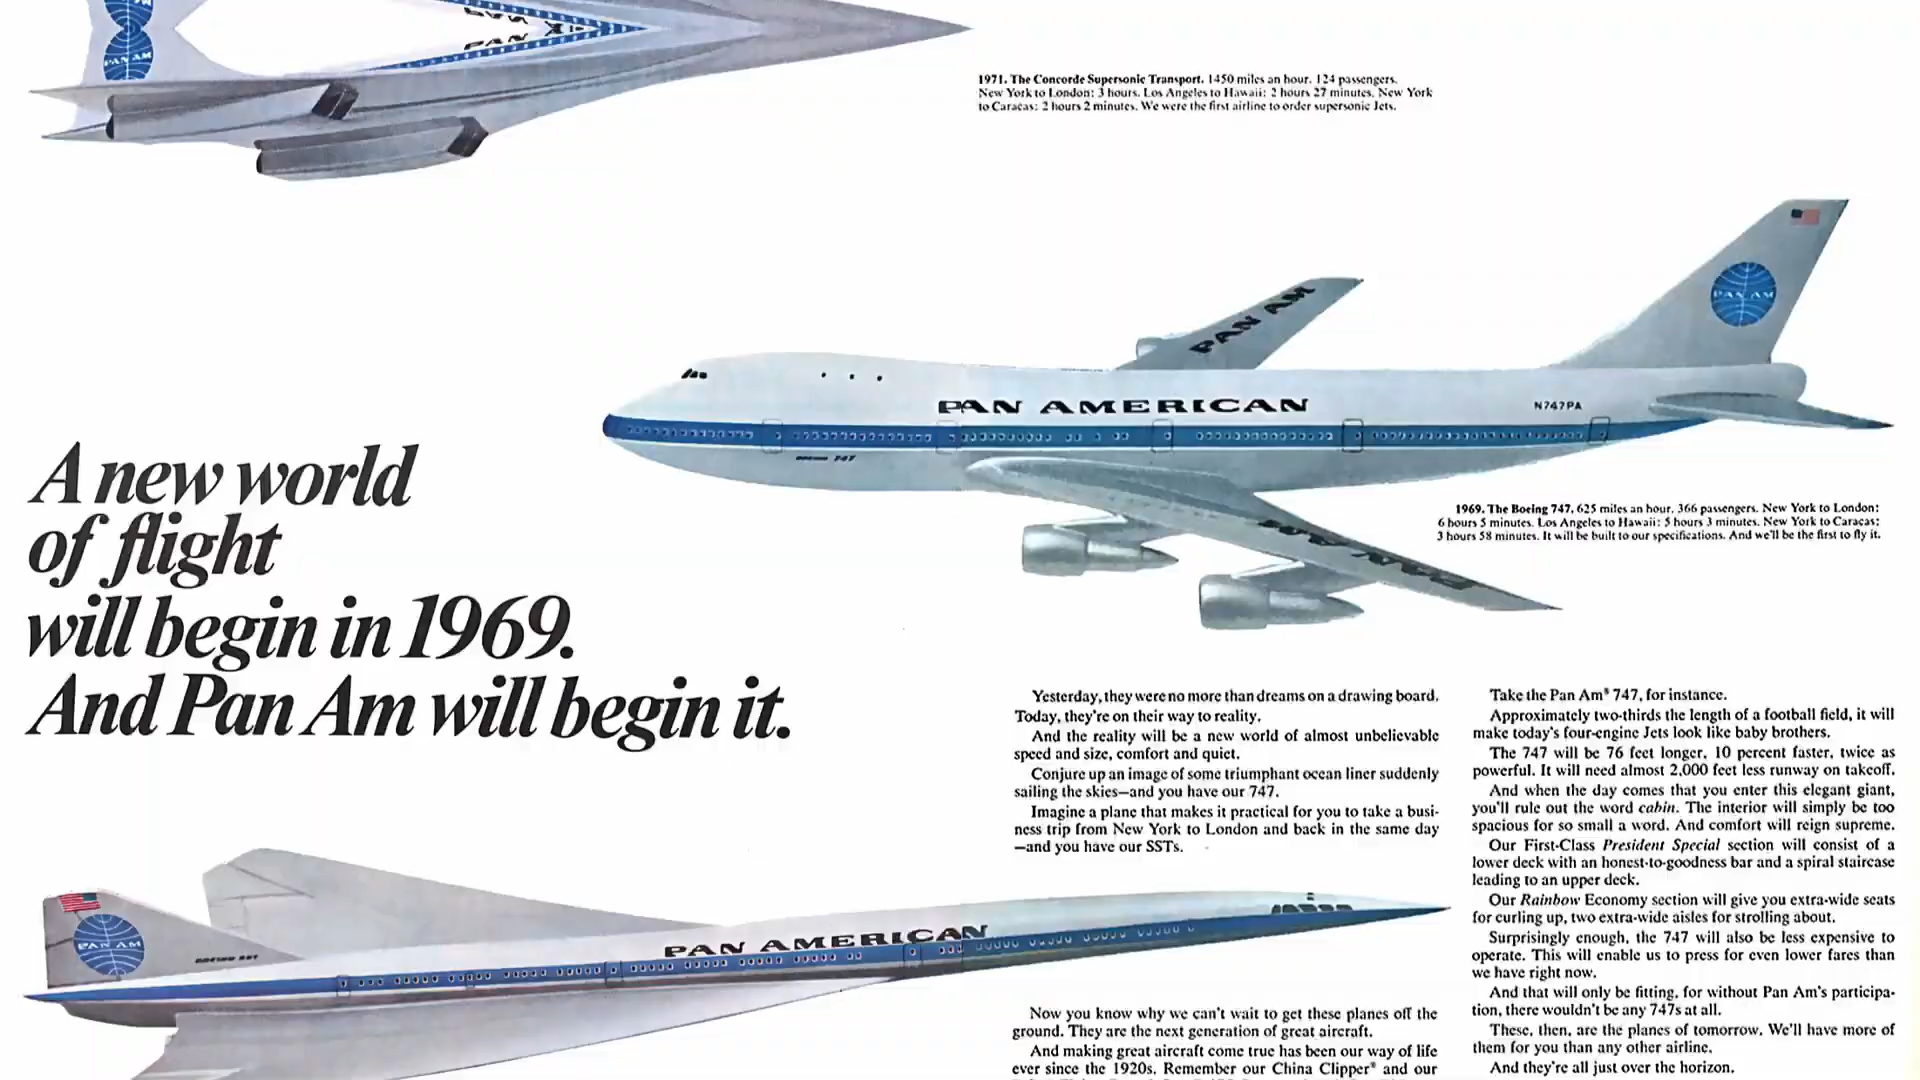 PAN AM
PAN AM
1971. The Concorde Supersonic Transport. 1450 miles an hour. 124 passengers.
New York to London: 3 hours. Los Angeles to Hawaii: 2 hours 27 minutes. New York
to Caracas: 2 hours 2 minutes. We were the first airline to order supersonic Jets.
PAN AM
PAN AM
PAN AMERICAN
N747PA
BOEING 747
PAN AM
1969. The Boeing 747. 625 miles an hour. 366 passengers. New York to London:
6 hours 5 minutes. Los Angeles to Hawaii: 5 hours 3 minutes. New York to Caracas:
3 hours 58 minutes. It will be built to our specifications. And we'll be the first to fly it.
A new world
of flight
will begin in 1969.
And Pan Am will begin it.
Yesterday, they were no more than dreams on a drawing board.
Today, they're on their way to reality.
And the reality will be a new world of almost unbelievable
speed and size, comfort and quiet.
Conjure up an image of some triumphant ocean liner suddenly
sailing the skies—and you have our 747.
Imagine a plane that makes it practical for you to take a busi-
ness trip from New York to London and back in the same day
—and you have our SSTs.
PAN AM
BOEING SST
PAN AMERICAN
Now you know why we can't wait to get these planes off the
ground. They are the next generation of great aircraft.
And making great aircraft come true has been our way of life
ever since the 1920s. Remember our China Clipper® and our
Take the Pan Am® 747, for instance.
Approximately two-thirds the length of a football field, it will
make today's four-engine Jets look like baby brothers.
The 747 will be 76 feet longer, 10 percent faster, twice as
powerful. It will need almost 2,000 feet less runway on takeoff.
And when the day comes that you enter this elegant giant,
you'll rule out the word cabin. The interior will simply be too
spacious for so small a word. And comfort will reign supreme.
Our First-Class President Special section will consist of a
lower deck with an honest-to-goodness bar and a spiral staircase
leading to an upper deck.
Our Rainbow Economy section will give you extra-wide seats
for curling up, two extra-wide aisles for strolling about.
Surprisingly enough, the 747 will also be less expensive to
operate. This will enable us to press for even lower fares than
we have right now.
And that will only be fitting, for without Pan Am's participa-
tion, there wouldn't be any 747s at all.
These, then, are the planes of tomorrow. We'll have more of
them for you than any other airline.
And they're all just over the horizon.